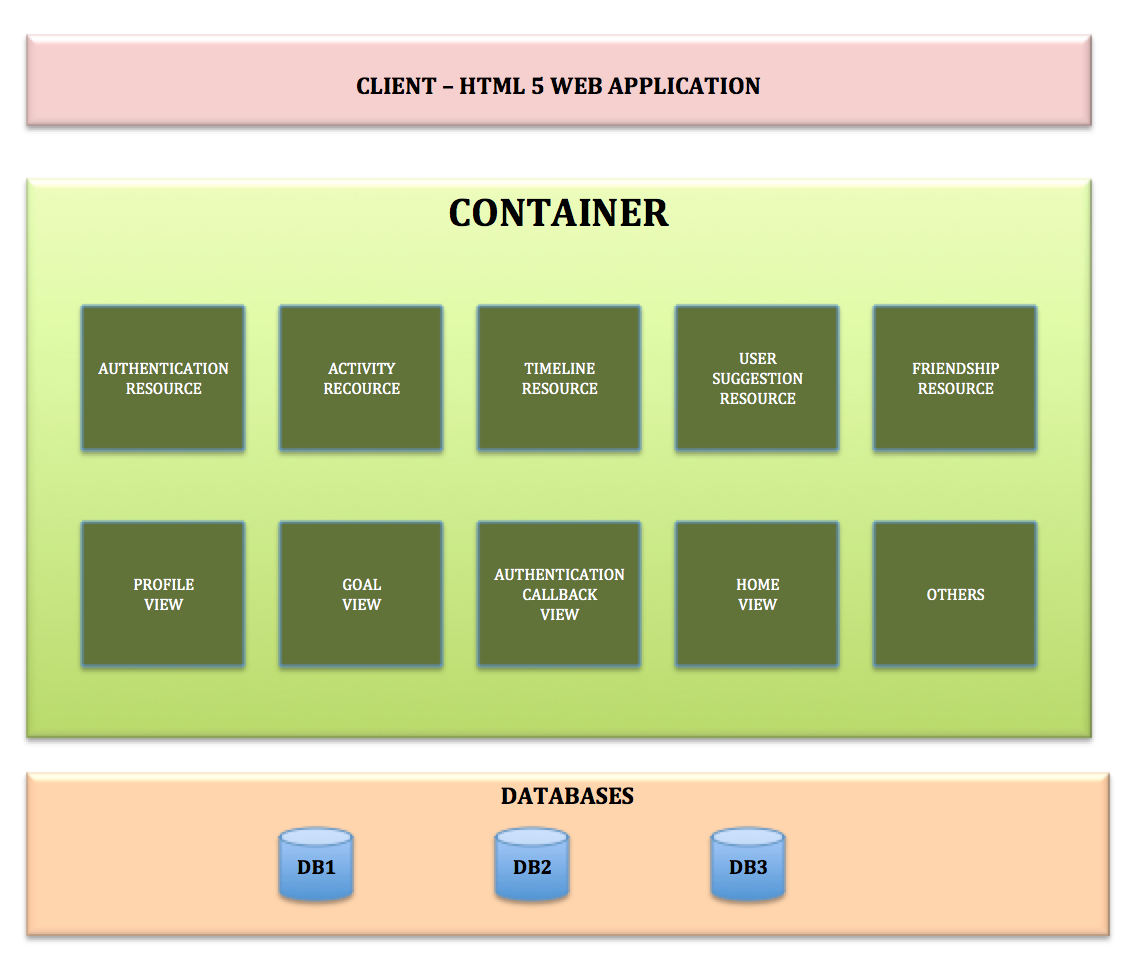 CLIENT – HTML 5 WEB APPLICATION
CONTAINER
AUTHENTICATION
RESOURCE
ACTIVITY
RECOURCE
TIMELINE
RESOURCE
USER
SUGGESTION
RESOURCE
FRIENDSHIP
RESOURCE
PROFILE
VIEW
GOAL
VIEW
AUTHENTICATION
CALLBACK
VIEW
HOME
VIEW
OTHERS
DATABASES
DB1
DB2
DB3